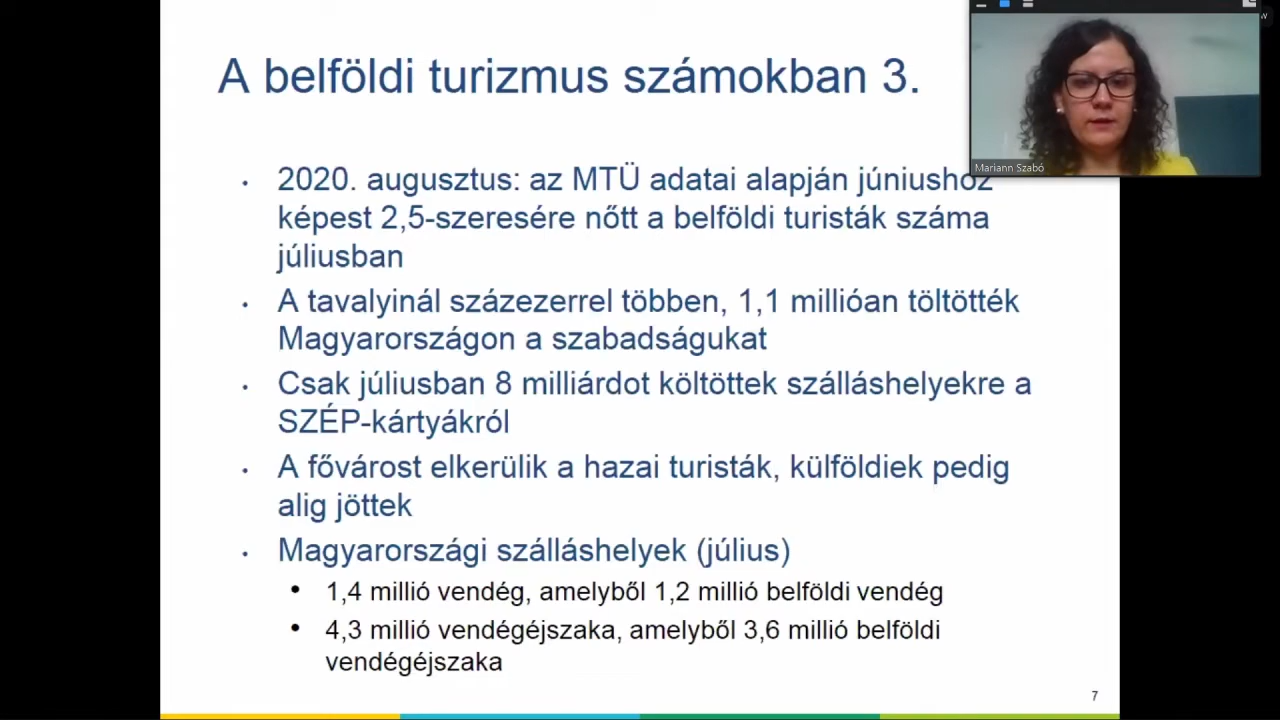 A belföldi turizmus számokban 3.
Mariann Szabó
• 2020. augusztus: az MTÜ adatai alapján júniushoz
képest 2,5-szeresére nőtt a belföldi turisták száma
júliusban
• A tavalyinál százezerrel többen, 1,1 millióan töltötték
Magyarországon a szabadságukat
• Csak júliusban 8 milliárdot költöttek szálláshelyekre a
SZÉP-kártyákról
• A fővárost elkerülik a hazai turisták, külföldiek pedig
alig jöttek
• Magyarországi szálláshelyek (július)
• 1,4 millió vendég, amelyből 1,2 millió belföldi vendég
• 4,3 millió vendégéjszaka, amelyből 3,6 millió belföldi
vendégéjszaka
7